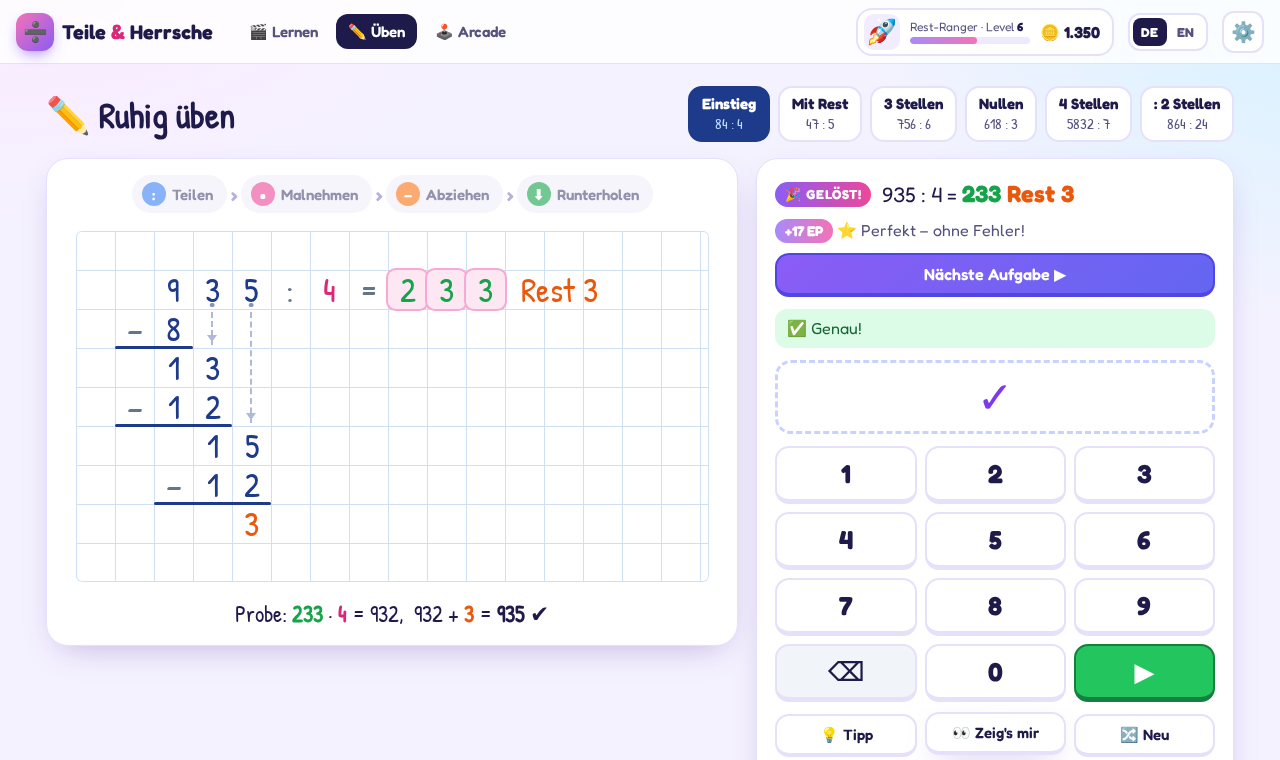 Teile & Herrsche
🎬 Lernen
✏️ Üben
🕹️ Arcade
Rest-Ranger · Level 6
🪙 1.350
DE EN
✏️ Ruhig üben
Einstieg
84 : 4
Mit Rest
47 : 5
3 Stellen
756 : 6
Nullen
618 : 3
4 Stellen
5832 : 7
: 2 Stellen
864 : 24
: Teilen › · Malnehmen › − Abziehen › ⬇ Runterholen
9 3 5 : 4 = 2 3 3 Rest 3
− 8
1 3
− 1 2
1 5
− 1 2
3
Probe: 233 · 4 = 932, 932 + 3 = 935 ✔
🎉 GELÖST! 935 : 4 = 233 Rest 3
+17 EP ⭐ Perfekt – ohne Fehler!
Nächste Aufgabe ▶
✅ Genau!
✓
1 2 3
4 5 6
7 8 9
⌫ 0 ▶
💡 Tipp
👀 Zeig's mir
🔀 Neu